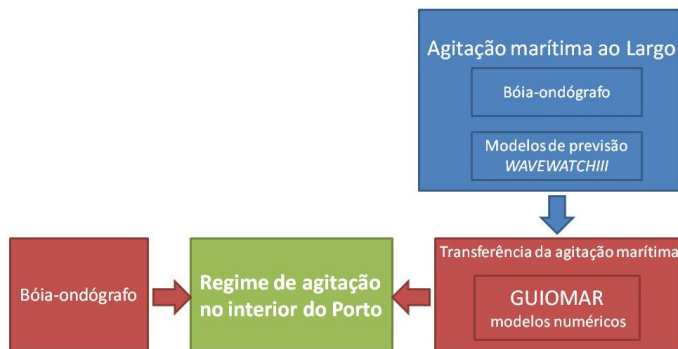 Agitação marítima ao Largo
Bóia-ondógrafo
Modelos de previsão
WAVEWATCHIII
Transferência da agitação marítima
GUIOMAR
modelos numéricos
Bóia-ondógrafo
Regime de agitação
no interior do Porto